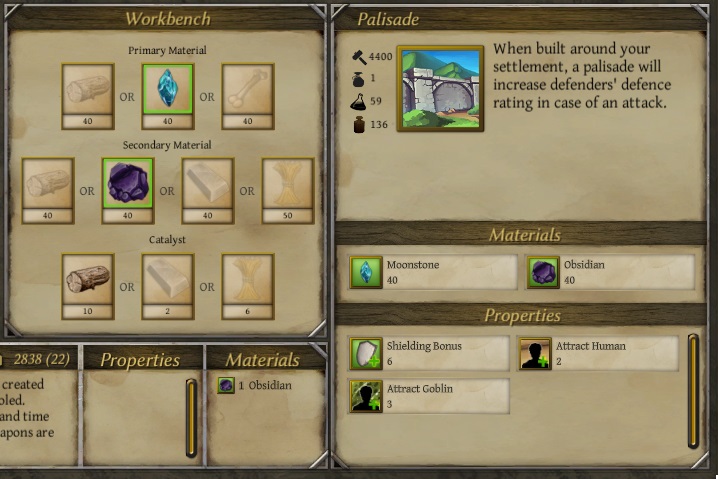 Workbench
Primary Material
OR OR
40 40 40
Secondary Material
OR OR OR
40 40 40 50
Catalyst
OR OR
10 2 6
2838 (22)
created
oled.
and time
apons are
Properties
Materials
1 Obsidian
Palisade
4400
1
59
136
When built around your
settlement, a palisade will
increase defenders' defence
rating in case of an attack.
Materials
Moonstone
40
Obsidian
40
Properties
Shielding Bonus
6
Attract Human
2
Attract Goblin
3